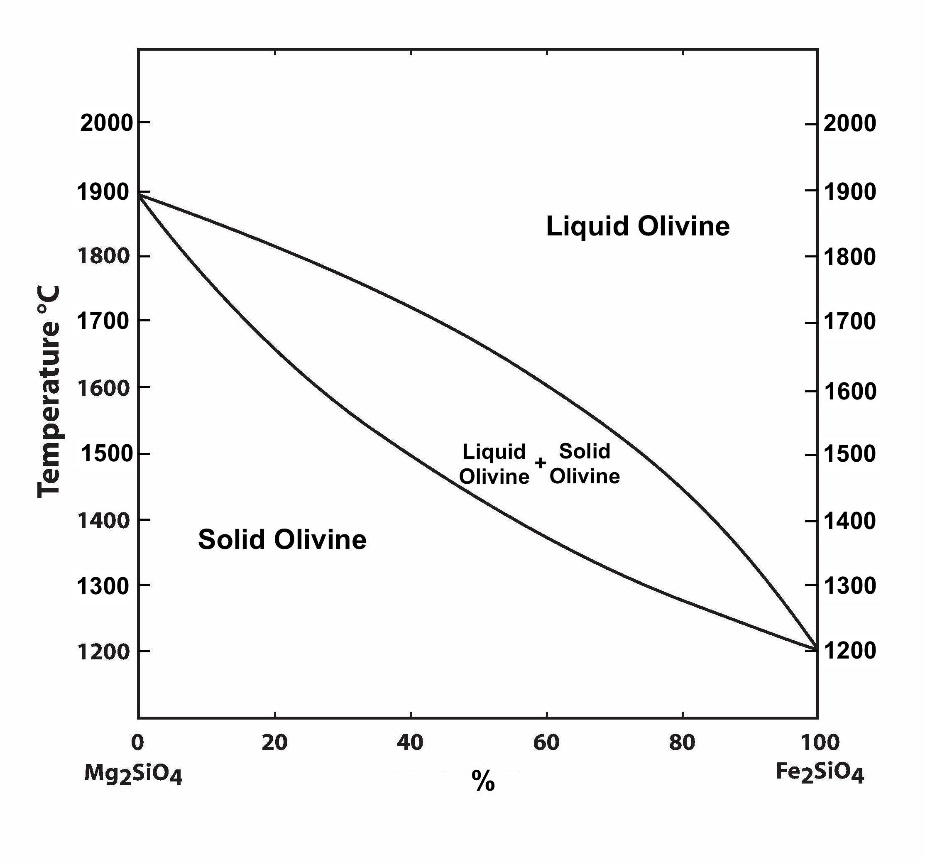 2000 2000
1900 1900
Liquid Olivine
1800 1800
1700 1700
Temperature °C
1600 1600
1500 1500
Liquid Olivine + Solid Olivine
1400 1400
Solid Olivine
1300 1300
1200 1200
0 20 40 60 80 100
Mg2SiO4 % Fe2SiO4